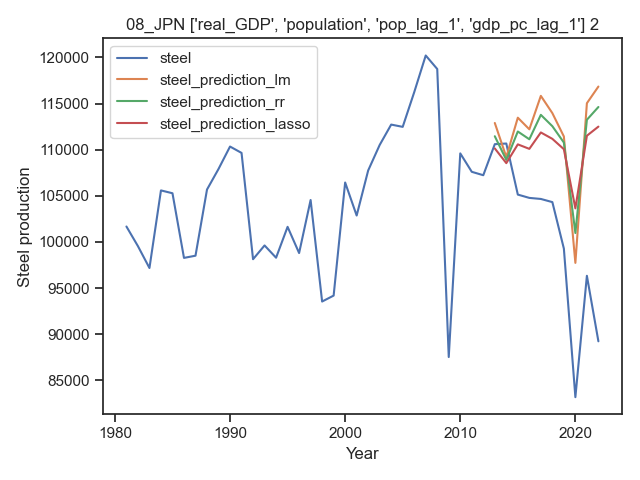 08_JPN ['real_GDP', 'population', 'pop_lag_1', 'gdp_pc_lag_1'] 2
steel
steel_prediction_lm
steel_prediction_rr
steel_prediction_lasso
Steel production
120000
115000
110000
105000
100000
95000
90000
85000
1980
1990
2000
2010
2020
Year